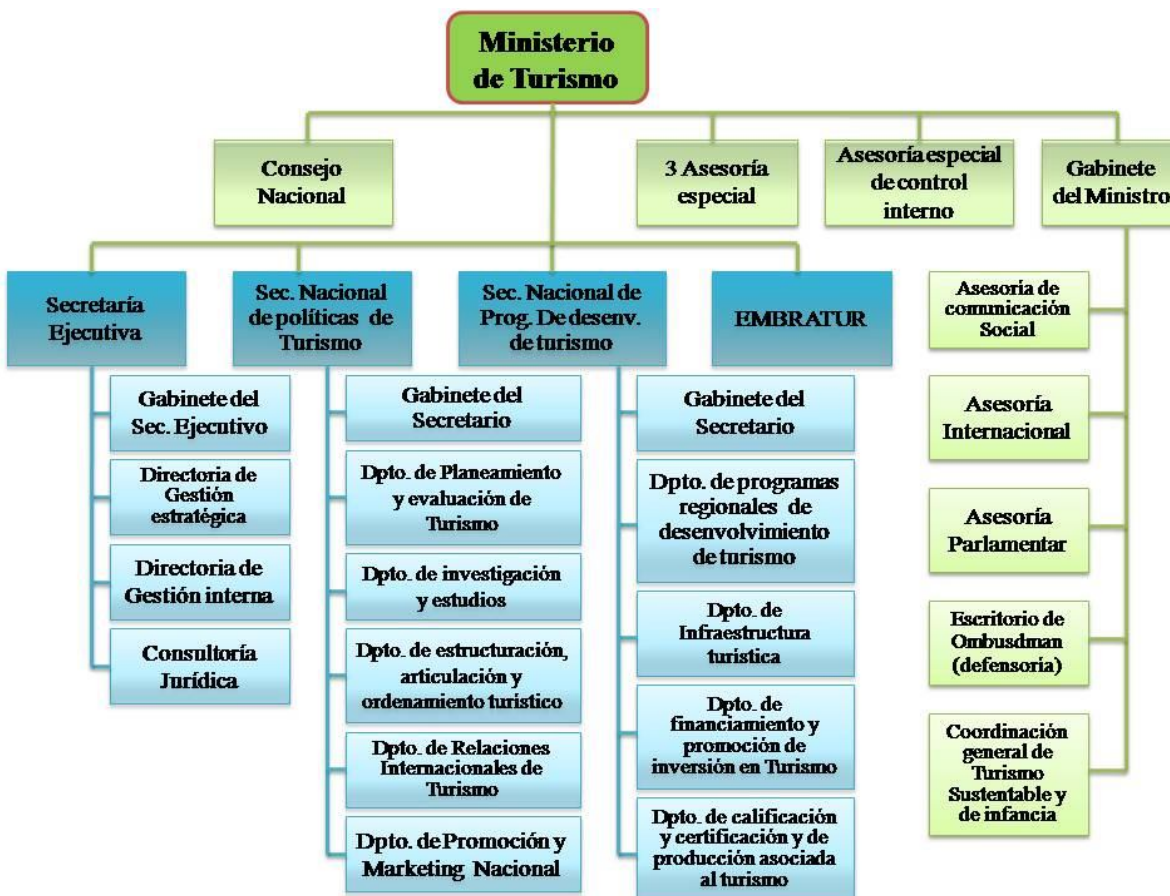 Ministerio
de Turismo
Consejo
Nacional
3 Asesoría
especial
Asesoría especial
de control
interno
Gabinete
del Ministro
Secretaría
Ejecutiva
Sec. Nacional
de políticas de
Turismo
Sec. Nacional de
Prog. De desenv.
de turismo
EMBRATUR
Gabinete del
Sec. Ejecutivo
Directoria de
Gestión
estratégica
Directoria de
Gestión interna
Consultoría
Jurídica
Gabinete del
Secretario
Dpto. de Planeamiento
y evaluación de
Turismo
Dpto. de investigación
y estudios
Dpto. de estructuración,
articulación y
ordenamiento turístico
Dpto. de Relaciones
Internacionales de
Turismo
Dpto. de Promoción y
Marketing Nacional
Gabinete del
Secretario
Dpto. de programas
regionales de
desenvolvimiento
de turismo
Dpto. de
Infraestructura
turística
Dpto. de
financiamiento y
promoción de
inversión en Turismo
Dpto. de calificación
y certificación y de
producción asociada
al turismo
Asesoría de
comunicación
Social
Asesoría
Internacional
Asesoría
Parlamentar
Escritorio de
Ombusdman
(defensoría)
Coordinación
general de
Turismo
Sustentable y
de infancia